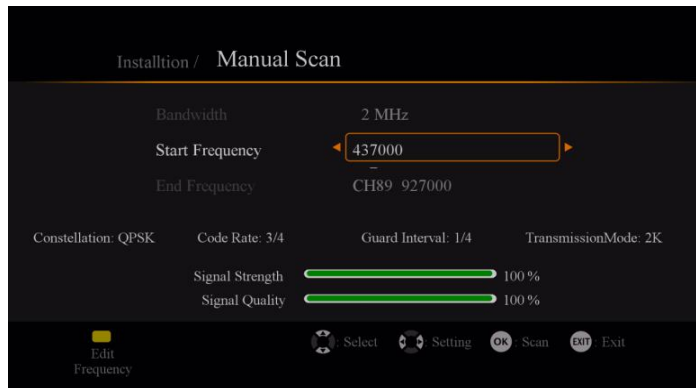 Installtion / Manual Scan
Bandwidth 2 MHz
Start Frequency 437000
End Frequency CH89 927000
Constellation: QPSK Code Rate: 3/4 Guard Interval: 1/4 TransmissionMode: 2K
Signal Strength 100 %
Signal Quality 100 %
Edit Frequency
: Select : Setting OK : Scan EXIT : Exit